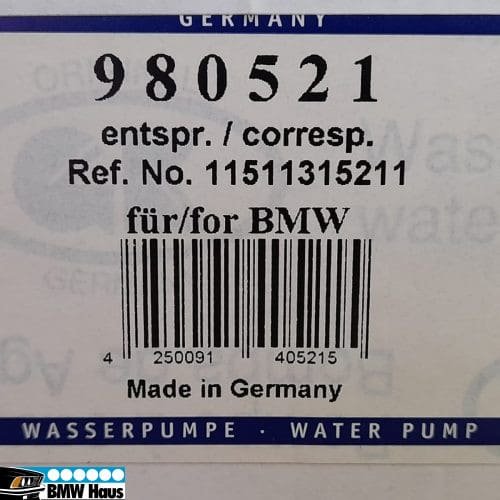 GERMANY
980521
entspr. / corresp.
Ref. No. 11511315211
für/for BMW
4 250091 405215
Made in Germany
WASSERPUMPE · WATER PUMP
BMW Haus